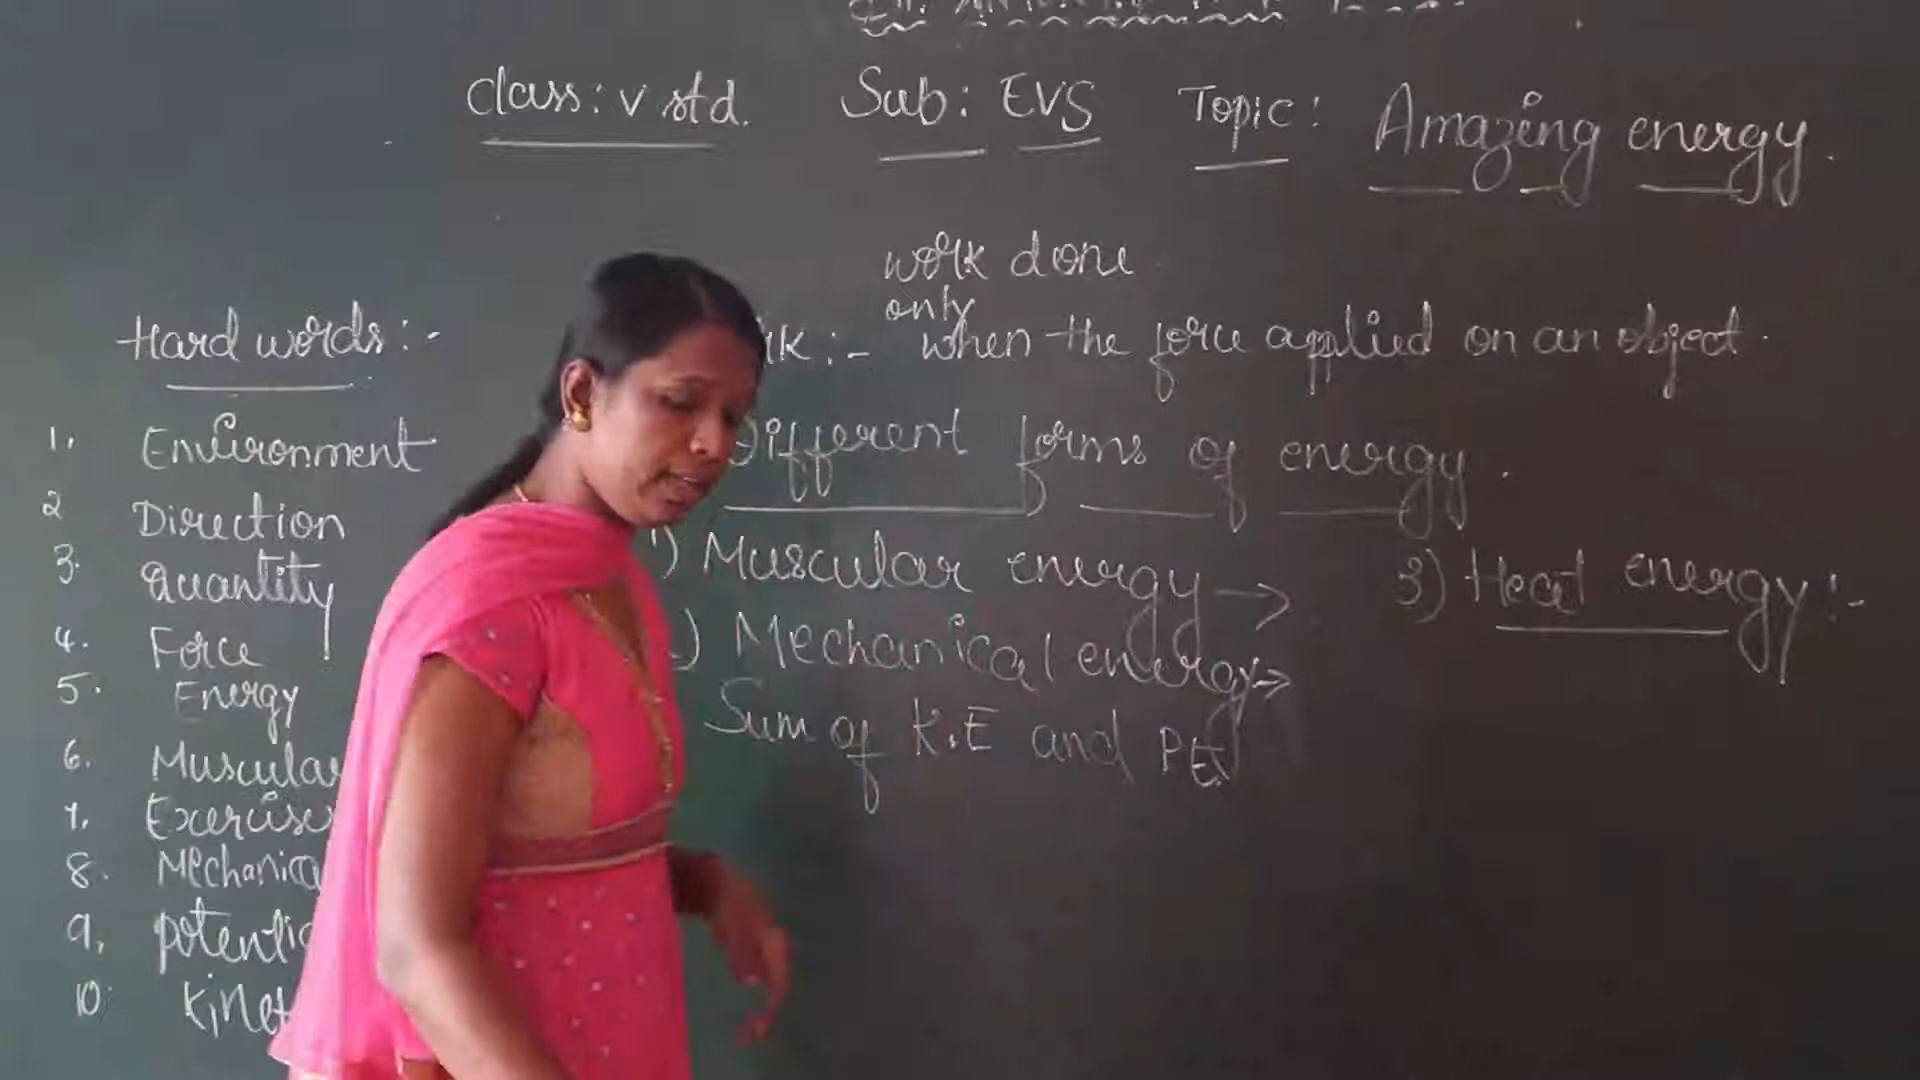 Class: V std. Sub: EVS Topic: Amazing energy.
Hard words:-
1. Environment
2 Direction
3. Quantity
4. Force
5. Energy
6. Muscular
7. Exercises
8. Mechanica
9. potentia
10. Kinet
work done
only
rk:- when the force applied on an object.
Different forms of energy.
1) Muscular energy →
) Mechanical energy→
Sum of K.E and P.E
3) Heat energy:-